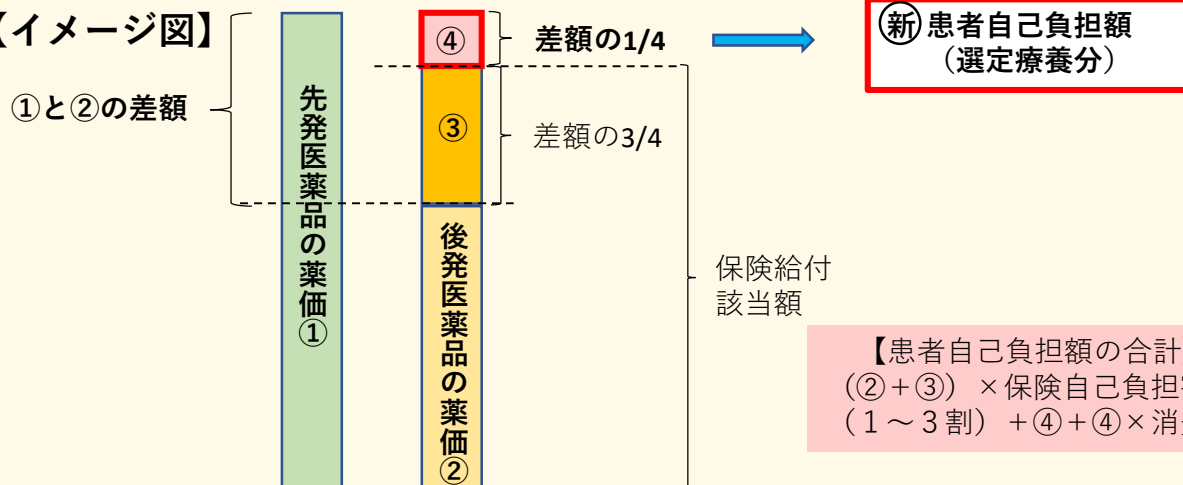 【イメージ図】
①と②の差額
先発医薬品の薬価①
④
③
後発医薬品の薬価②
差額の1/4
差額の3/4
保険給付
該当額
新 患者自己負担額
（選定療養分）
【患者自己負担額の合計
（②＋③）×保険自己負担
（１～３割）＋④＋④×消